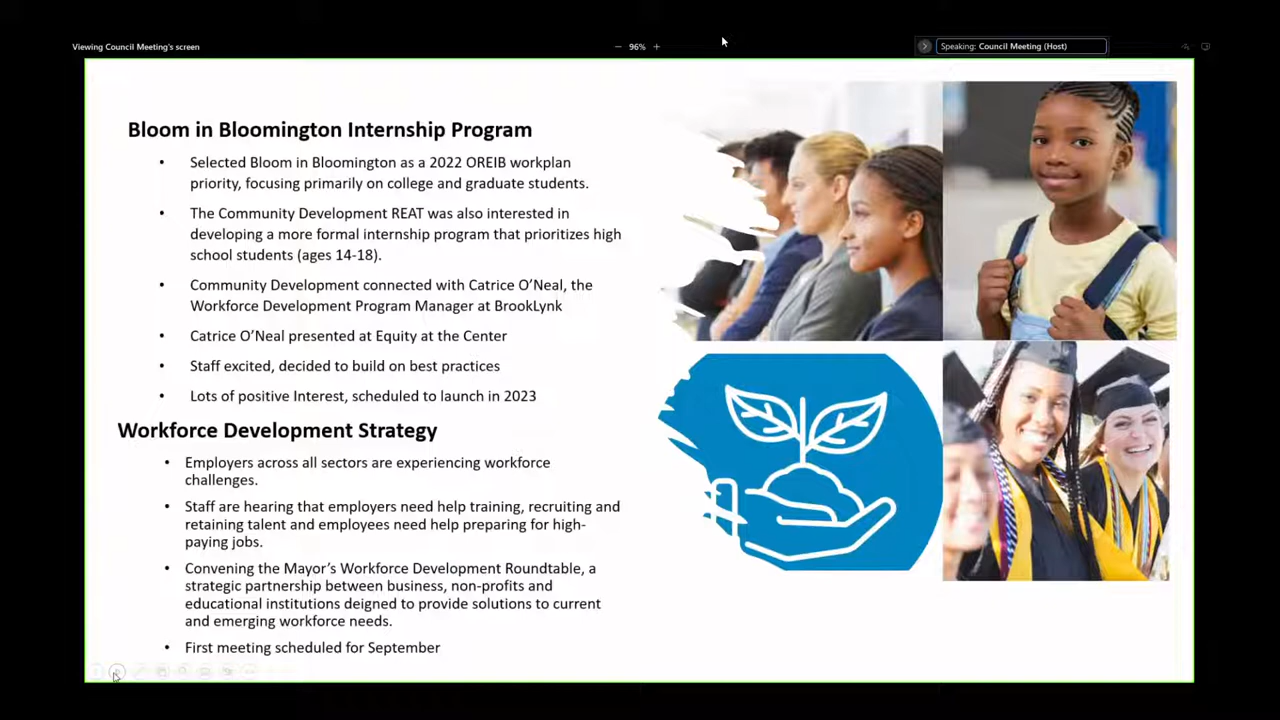 Viewing Council Meeting's screen
96%
Speaking: Council Meeting (Host)
Bloom in Bloomington Internship Program
• Selected Bloom in Bloomington as a 2022 OREIB workplan
priority, focusing primarily on college and graduate students.
• The Community Development REAT was also interested in
developing a more formal internship program that prioritizes high
school students (ages 14-18).
• Community Development connected with Catrice O'Neal, the
Workforce Development Program Manager at BrookLynk
• Catrice O'Neal presented at Equity at the Center
• Staff excited, decided to build on best practices
• Lots of positive Interest, scheduled to launch in 2023
Workforce Development Strategy
• Employers across all sectors are experiencing workforce
challenges.
• Staff are hearing that employers need help training, recruiting and
retaining talent and employees need help preparing for high-
paying jobs.
• Convening the Mayor's Workforce Development Roundtable, a
strategic partnership between business, non-profits and
educational institutions deigned to provide solutions to current
and emerging workforce needs.
• First meeting scheduled for September